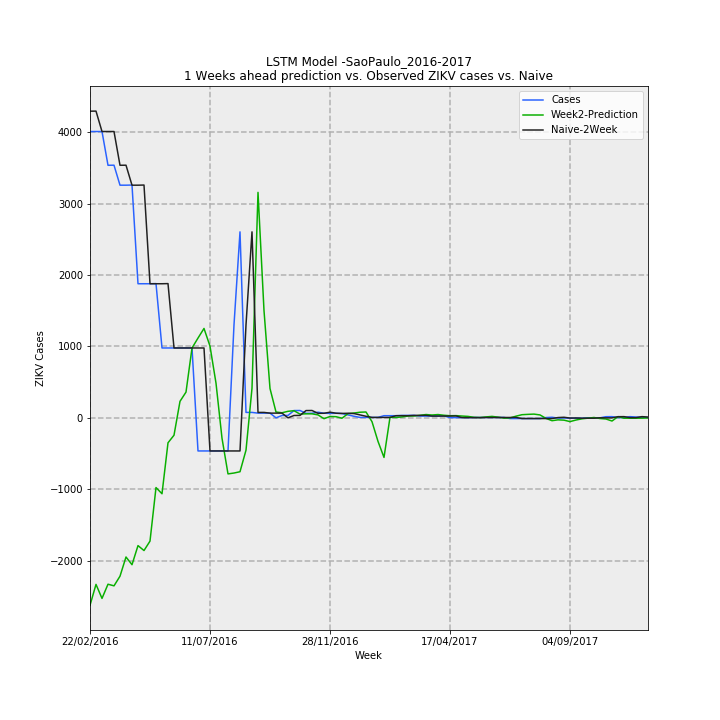 LSTM Model -SaoPaulo_2016-2017
1 Weeks ahead prediction vs. Observed ZIKV cases vs. Naive
Cases
Week2-Prediction
Naive-2Week
4000
3000
2000
1000
0
−1000
−2000
ZIKV Cases
22/02/2016
11/07/2016
28/11/2016
17/04/2017
04/09/2017
Week